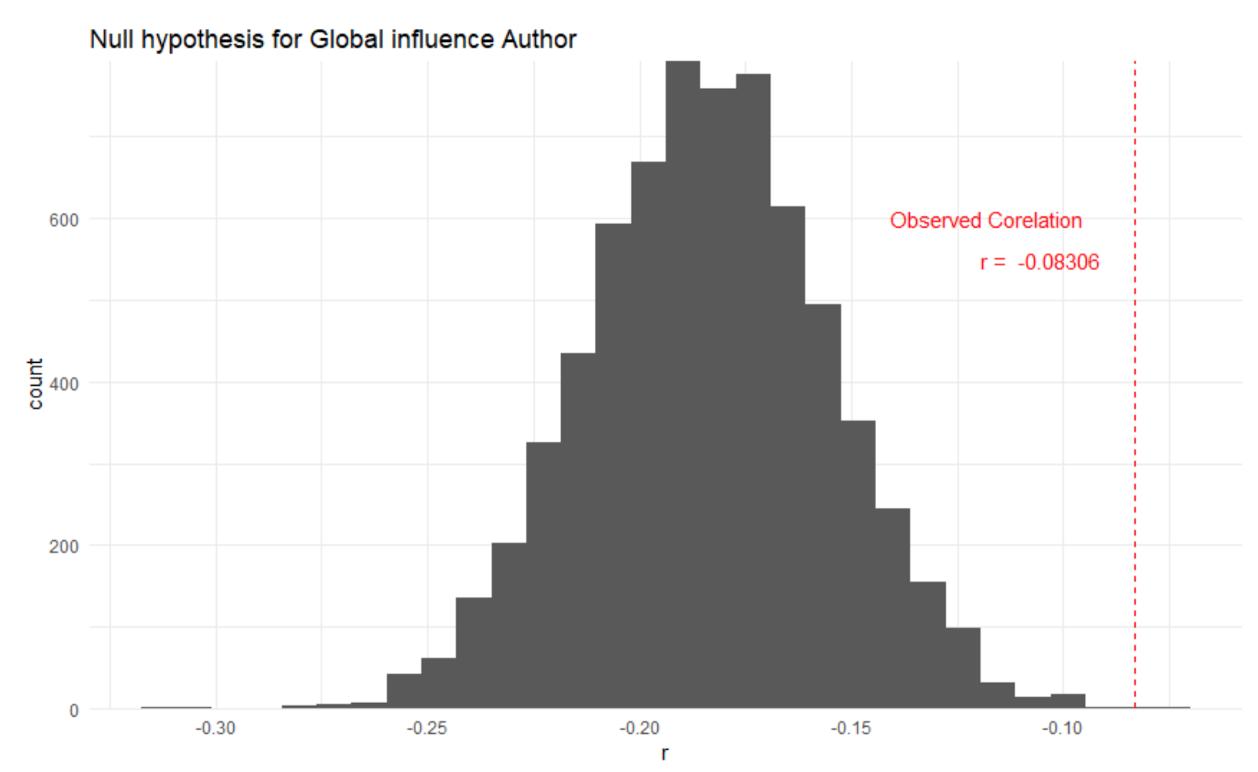 Null hypothesis for Global influence Author
Observed Corelation
r = -0.08306
600
400
200
0
count
-0.30
-0.25
-0.20
-0.15
-0.10
r